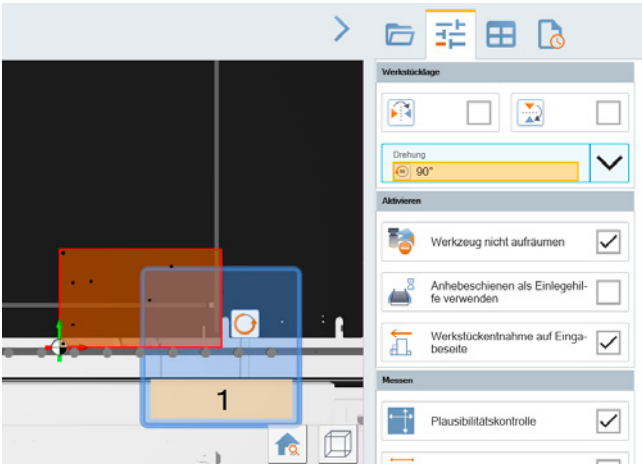 Werkstücklage
Drehung
90°
Aktivieren
Werkzeug nicht aufräumen
Anhebeschienen als Einlegehil-
fe verwenden
Werkstückentnahme auf Einga-
beseite
1
Messen
Plausibilitätskontrolle